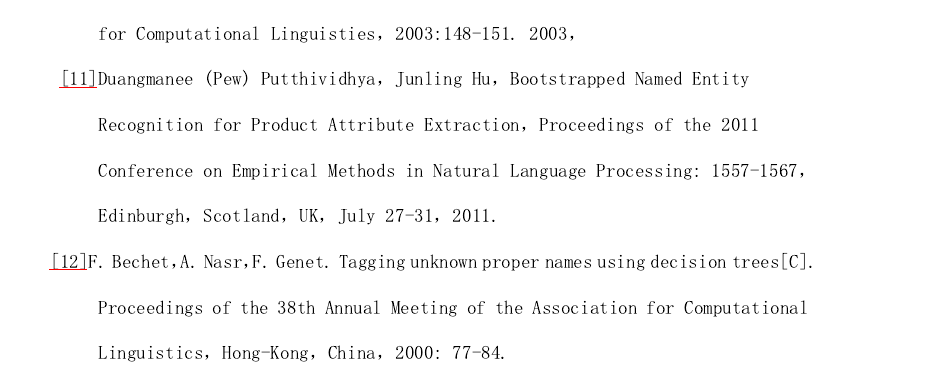 for Computational Linguisties, 2003:148-151. 2003,
[11]Duangmanee (Pew) Putthividhya, Junling Hu, Bootstrapped Named Entity
Recognition for Product Attribute Extraction, Proceedings of the 2011
Conference on Empirical Methods in Natural Language Processing: 1557-1567,
Edinburgh, Scotland, UK, July 27-31, 2011.
[12]F. Bechet,A. Nasr,F. Genet. Tagging unknown proper names using decision trees[C].
Proceedings of the 38th Annual Meeting of the Association for Computational
Linguistics, Hong-Kong, China, 2000: 77-84.